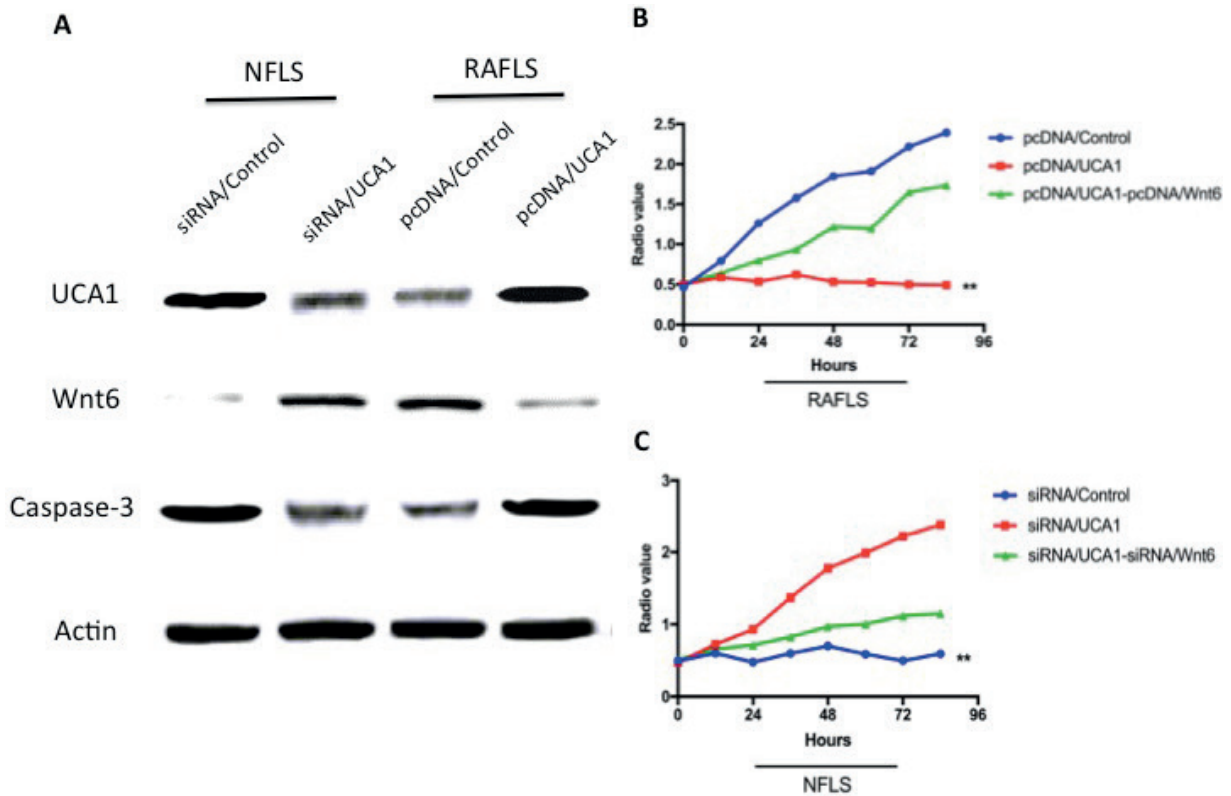 A
NFLS
RAFLS
siRNA/Control
siRNA/UCA1
pcDNA/Control
pcDNA/UCA1
UCA1
Wnt6
Caspase-3
Actin
B
2.5
2.0
1.5
1.0
0.5
0.0
Radio value
0 24 48 72 96
Hours
RAFLS
pcDNA/Control
pcDNA/UCA1
pcDNA/UCA1-pcDNA/Wnt6
**
C
3
2
1
0
Radio value
0 24 48 72 96
Hours
NFLS
siRNA/Control
siRNA/UCA1
siRNA/UCA1-siRNA/Wnt6
**